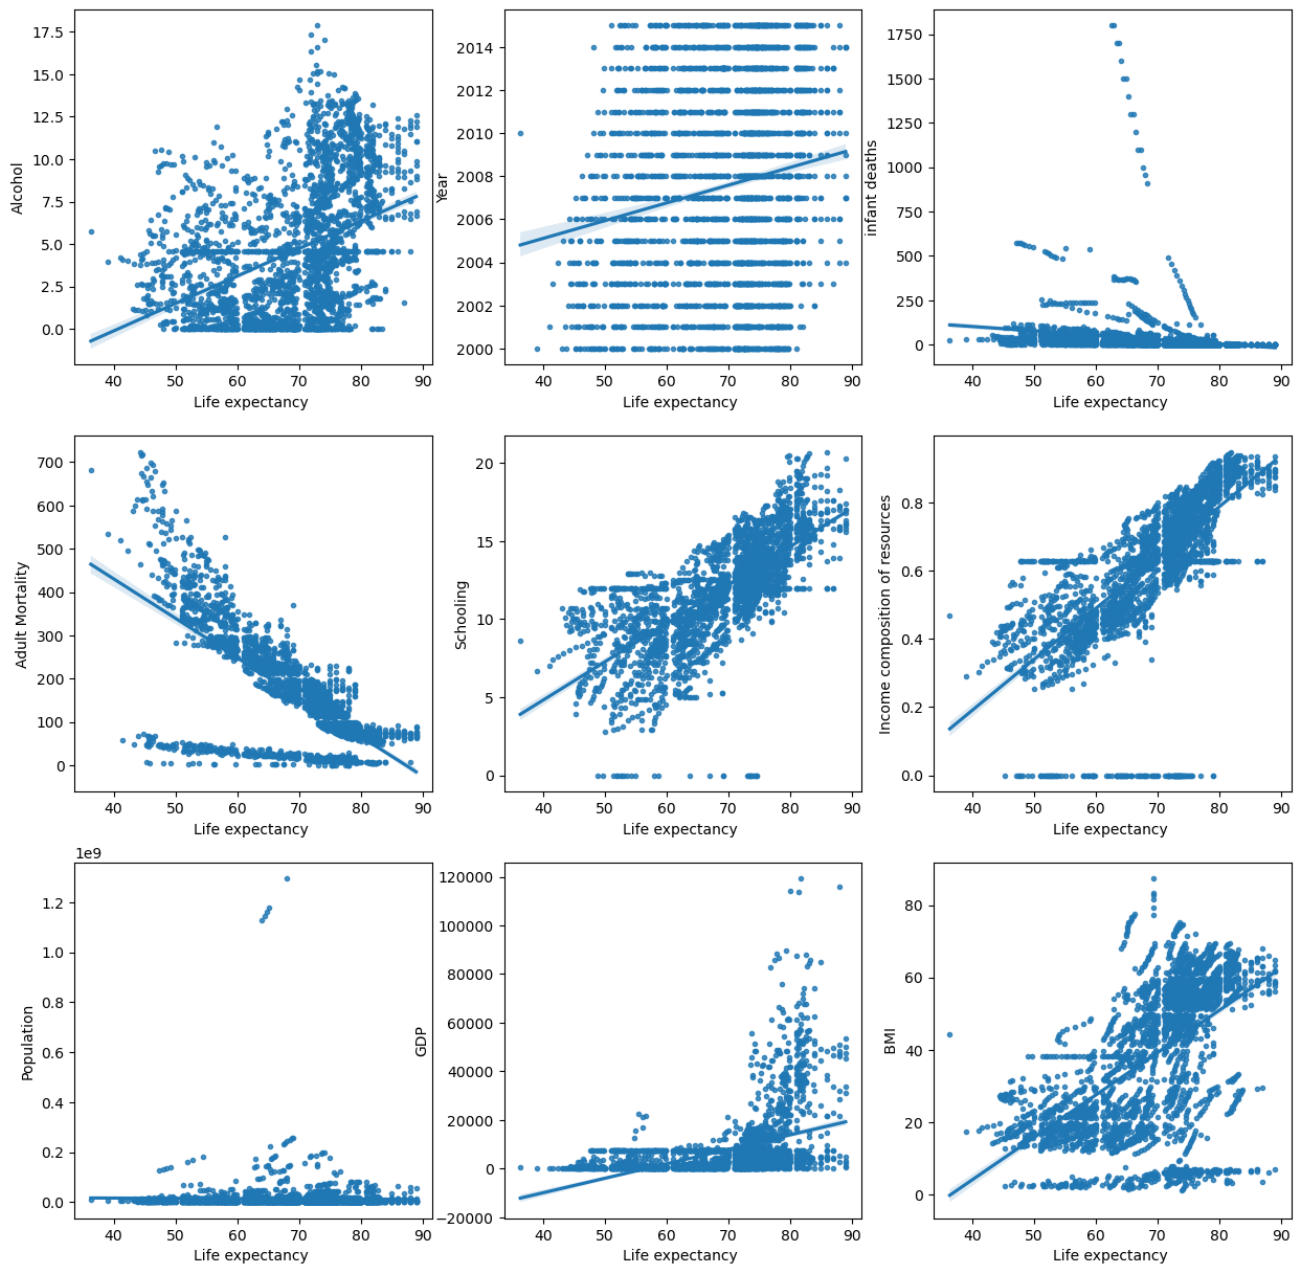 17.5
15.0
12.5
10.0
7.5
5.0
2.5
0.0
Alcohol
40 50 60 70 80 90
Life expectancy
2014
2012
2010
2008
2006
2004
2002
2000
Year
40 50 60 70 80 90
Life expectancy
1750
1500
1250
1000
750
500
250
0
infant deaths
40 50 60 70 80 90
Life expectancy
700
600
500
400
300
200
100
0
Adult Mortality
40 50 60 70 80 90
Life expectancy
20
15
10
5
0
Schooling
40 50 60 70 80 90
Life expectancy
0.8
0.6
0.4
0.2
0.0
Income composition of resources
40 50 60 70 80 90
Life expectancy
1e9
1.2
1.0
0.8
0.6
0.4
0.2
0.0
Population
40 50 60 70 80 90
Life expectancy
120000
100000
80000
60000
40000
20000
0
−20000
GDP
40 50 60 70 80 90
Life expectancy
80
60
40
20
0
BMI
40 50 60 70 80 90
Life expectancy